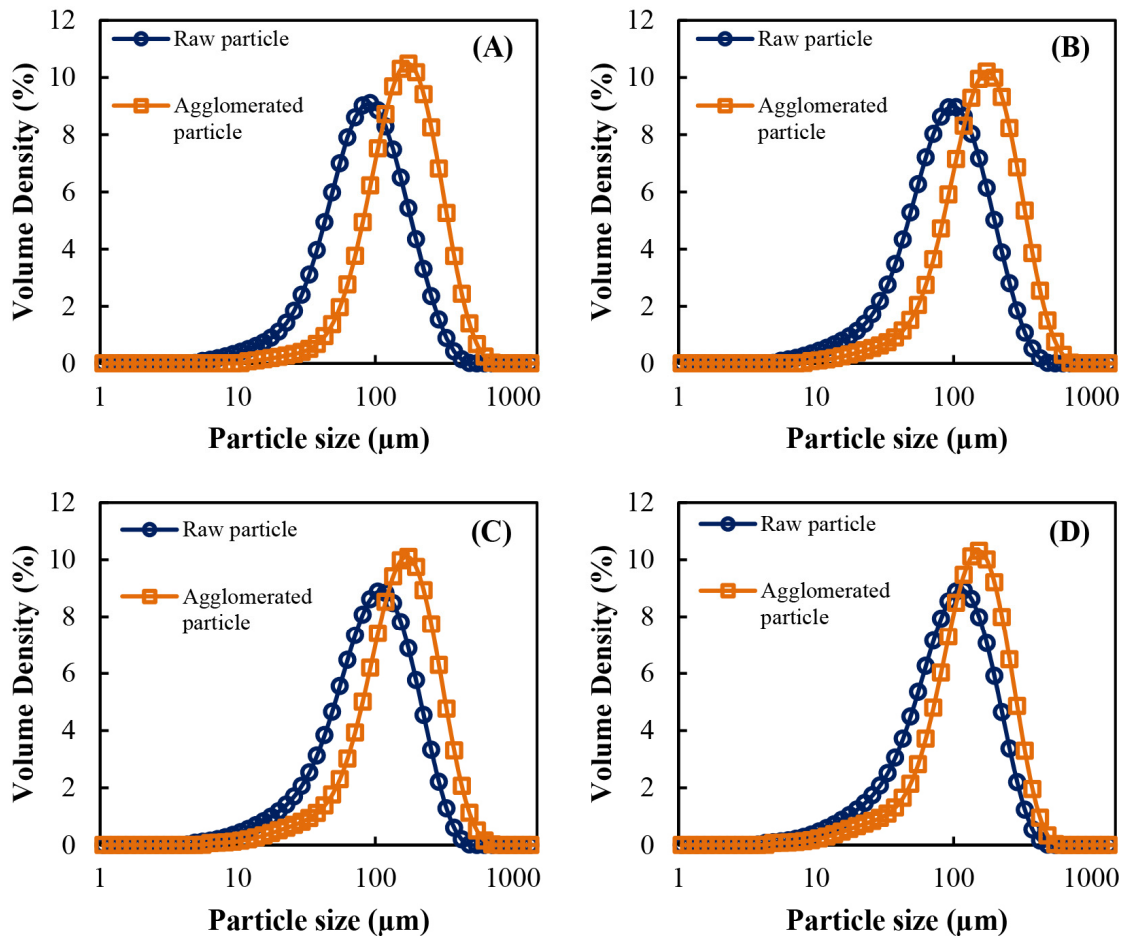 12
10
8
6
4
2
0
Volume Density (%)
Raw particle
Agglomerated
particle
(A)
1
10
100
1000
Particle size (μm)
12
10
8
6
4
2
0
Volume Density (%)
Raw particle
Agglomerated
particle
(B)
1
10
100
1000
Particle size (μm)
12
10
8
6
4
2
0
Volume Density (%)
Raw particle
Agglomerated
particle
(C)
1
10
100
1000
Particle size (μm)
12
10
8
6
4
2
0
Volume Density (%)
Raw particle
Agglomerated
particle
(D)
1
10
100
1000
Particle size (μm)